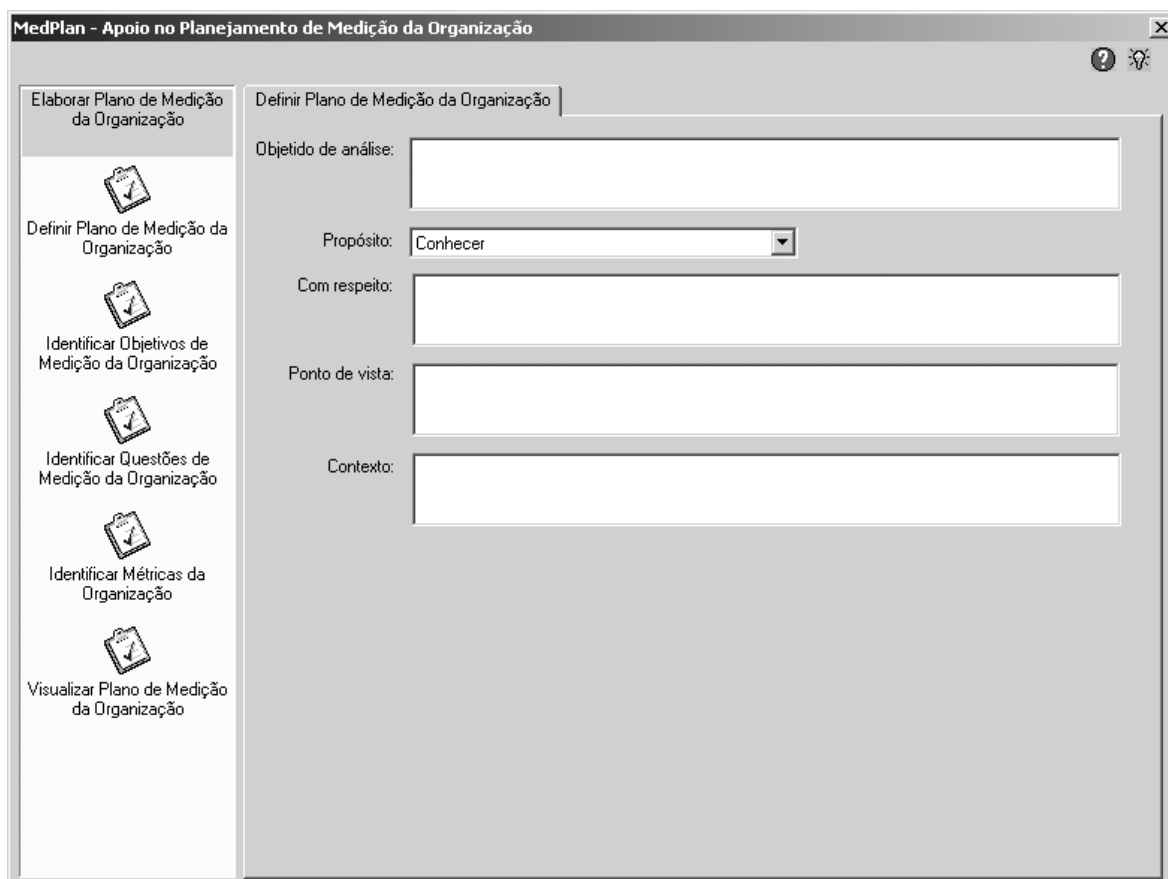 MedPlan - Apoio no Planejamento de Medição da Organização
Elaborar Plano de Medição
da Organização
Definir Plano de Medição da
Organização
Identificar Objetivos de
Medição da Organização
Identificar Questões de
Medição da Organização
Identificar Métricas da
Organização
Visualizar Plano de Medição
da Organização
Definir Plano de Medição da Organização
Objetido de análise:
Propósito:
Conhecer
Com respeito:
Ponto de vista:
Contexto: